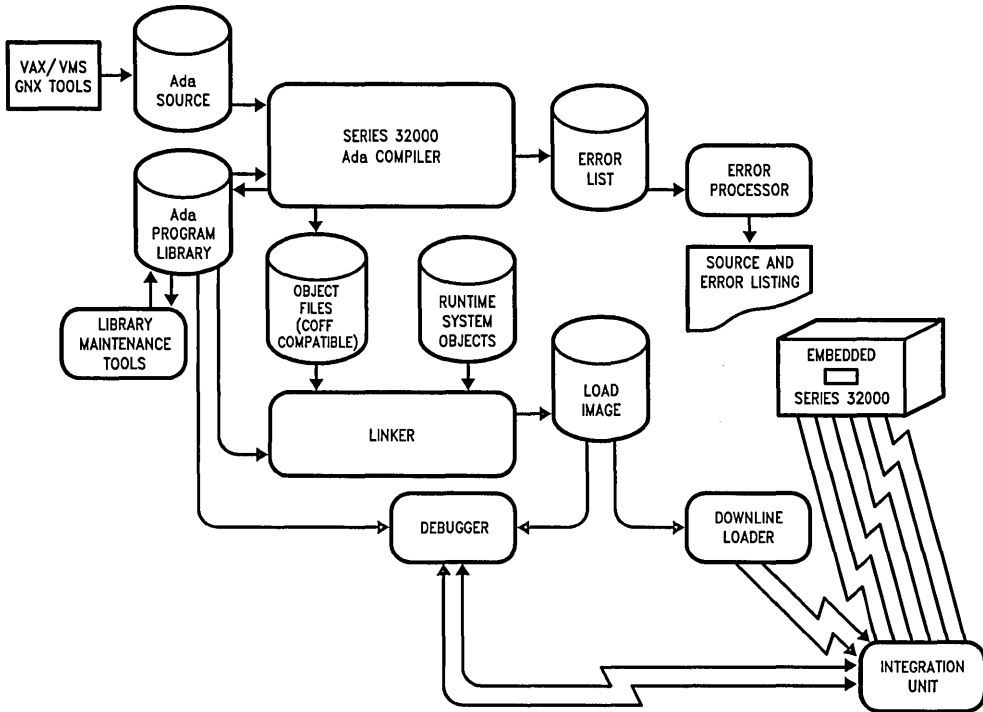 VAX/VMS
GNX TOOLS
Ada
SOURCE
SERIES 32000
Ada COMPILER
ERROR
LIST
ERROR
PROCESSOR
SOURCE AND
ERROR LISTING
Ada
PROGRAM
LIBRARY
LIBRARY
MAINTENANCE
TOOLS
OBJECT
FILES
(COFF
COMPATIBLE)
RUNTIME
SYSTEM
OBJECTS
LINKER
LOAD
IMAGE
EMBEDDED
SERIES 32000
DEBUGGER
DOWNLINE
LOADER
INTEGRATION
UNIT